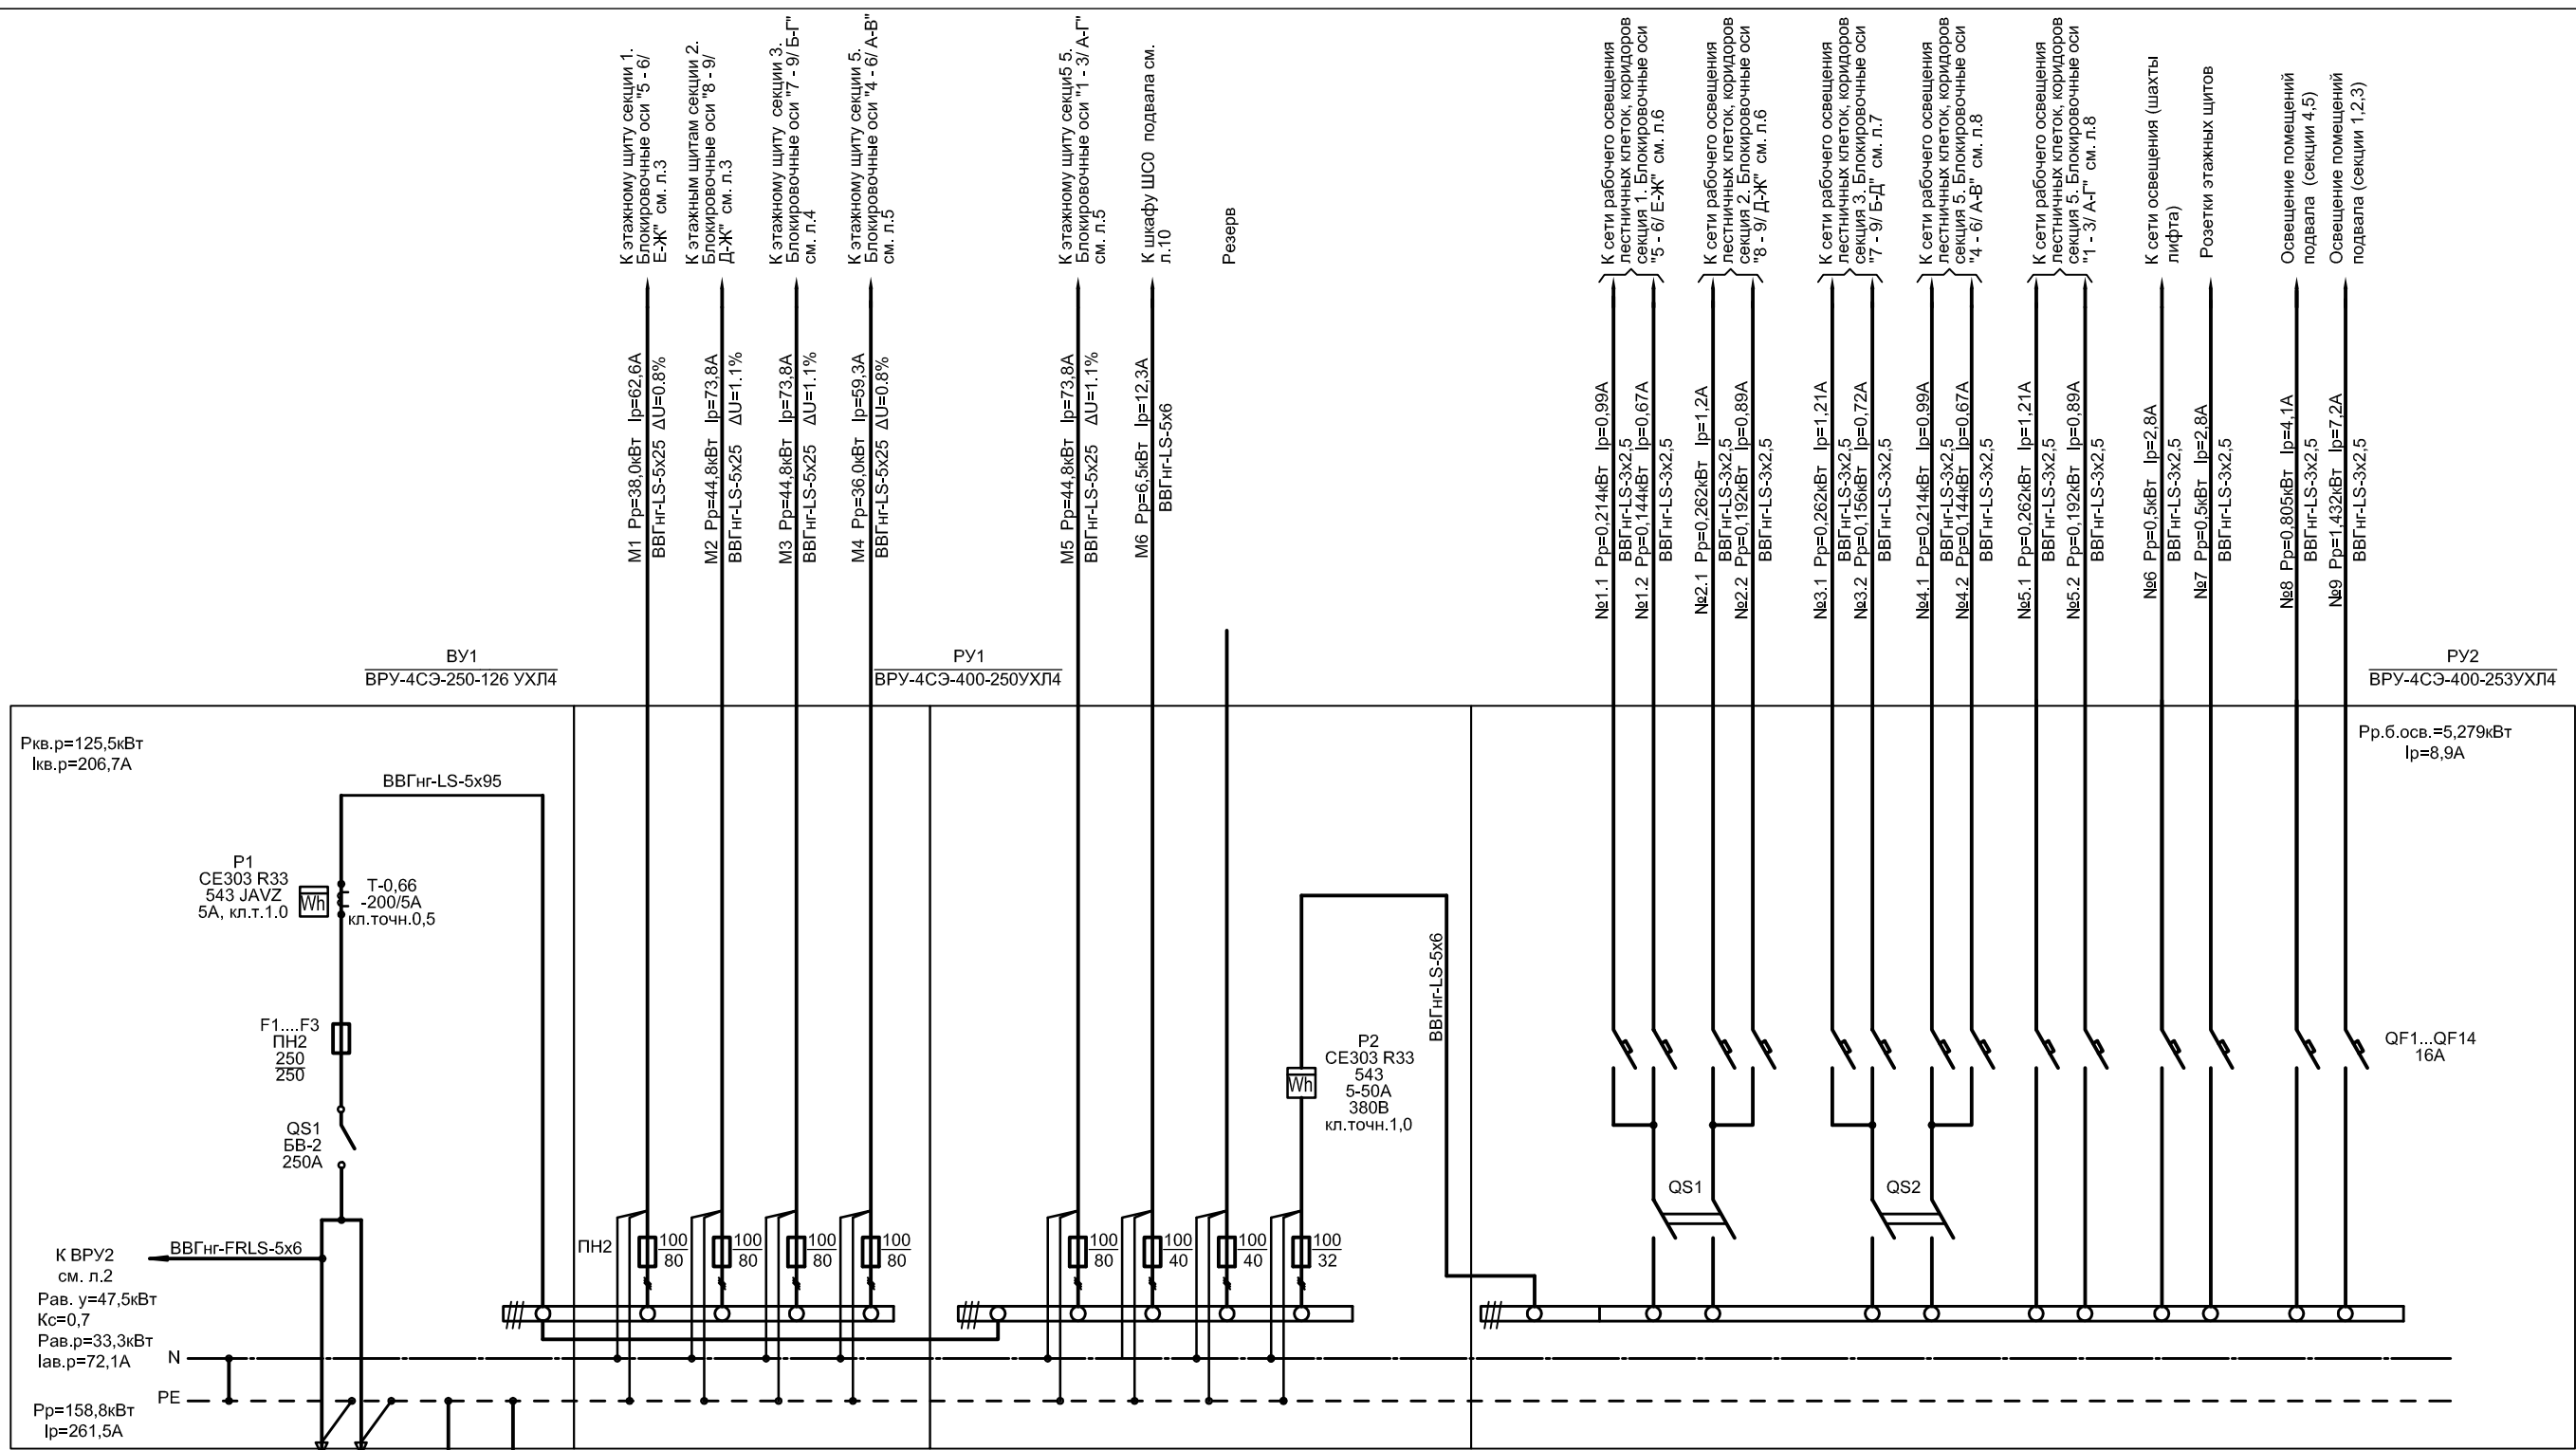 К этажному щиту секции 1.
Блокировочные оси "5 - 6/
Е-Ж" см. л.3
К этажным щитам секции 2.
Блокировочные оси "8 - 9/
Д-Ж" см. л.3
К этажному щиту секции 3.
Блокировочные оси "7 - 9/ Б-Г"
см. л.4
К этажному щиту секции 5.
Блокировочные оси "4 - 6/ А-В"
см. л.5
К этажному щиту секци5 5.
Блокировочные оси "1 - 3/ А-Г"
см. л.5
К шкафу ШС0 подвала см.
л.10
Резерв
К сети рабочего освещения
лестничных клеток, коридоров
секция 1. Блокировочные оси
"5 - 6/ Е-Ж" см. л.6
К сети рабочего освещения
лестничных клеток, коридоров
секция 2. Блокировочные оси
"8 - 9/ Д-Ж" см. л.6
К сети рабочего освещения
лестничных клеток, коридоров
секция 3. Блокировочные оси
"7 - 9/ Б-Д" см. л.7
К сети рабочего освещения
лестничных клеток, коридоров
секция 5. Блокировочные оси
"4 - 6/ А-В" см. л.8
К сети рабочего освещения
лестничных клеток, коридоров
секция 5. Блокировочные оси
"1 - 3/ А-Г" см. л.8
К сети освещения (шахты
лифта)
Розетки этажных щитов
Освещение помещений
подвала (секции 4,5)
Освещение помещений
подвала (секции 1,2,3)
М1 Рр=38,0кВт Iр=62,6А
ВВГнг-LS-5х25 ΔU=0.8%
М2 Рр=44,8кВт Iр=73,8А
ВВГнг-LS-5х25 ΔU=1.1%
М3 Рр=44,8кВт Iр=73,8А
ВВГнг-LS-5х25 ΔU=1.1%
М4 Рр=36,0кВт Iр=59,3А
ВВГнг-LS-5х25 ΔU=0.8%
М5 Рр=44,8кВт Iр=73,8А
ВВГнг-LS-5х25 ΔU=1.1%
М6 Рр=6,5кВт Iр=12,3А
ВВГнг-LS-5х6
№1.1 Рр=0,214кВт Iр=0,99А
ВВГнг-LS-3х2,5
№1.2 Рр=0,144кВт Iр=0,67А
ВВГнг-LS-3х2,5
№2.1 Рр=0,262кВт Iр=1,2А
ВВГнг-LS-3х2,5
№2.2 Рр=0,192кВт Iр=0,89А
ВВГнг-LS-3х2,5
№3.1 Рр=0,262кВт Iр=1,21А
ВВГнг-LS-3х2,5
№3.2 Рр=0,156кВт Iр=0,72А
ВВГнг-LS-3х2,5
№4.1 Рр=0,214кВт Iр=0,99А
ВВГнг-LS-3х2,5
№4.2 Рр=0,144кВт Iр=0,67А
ВВГнг-LS-3х2,5
№5.1 Рр=0,262кВт Iр=1,21А
ВВГнг-LS-3х2,5
№5.2 Рр=0,192кВт Iр=0,89А
ВВГнг-LS-3х2,5
№6 Рр=0,5кВт Iр=2,8А
ВВГнг-LS-3х2,5
№7 Рр=0,5кВт Iр=2,8А
ВВГнг-LS-3х2,5
№8 Рр=0,805кВт Iр=4,1А
ВВГнг-LS-3х2,5
№9 Рр=1,432кВт Iр=7,2А
ВВГнг-LS-3х2,5
ВУ1
ВРУ-4СЭ-250-126 УХЛ4
РУ1
ВРУ-4СЭ-400-250УХЛ4
РУ2
ВРУ-4СЭ-400-253УХЛ4
Ркв.р=125,5кВт
Iкв.р=206,7А
Рр.б.осв.=5,279кВт
Iр=8,9А
ВВГнг-LS-5х95
Р1
СЕ303 R33
543 JAVZ
5А, кл.т.1.0
Wh
Т-0,66
-200/5А
кл.точн.0,5
F1....F3
ПН2
250
250
QS1
БВ-2
250А
ВВГнг-LS-5х6
Р2
СЕ303 R33
543
5-50А
380В
кл.точн.1,0
Wh
QF1...QF14
16А
QS1
QS2
К ВРУ2
см. л.2
ВВГнг-FRLS-5х6
ПН2
100
80
100
80
100
80
100
80
100
80
100
40
100
40
100
32
Рав. у=47,5кВт
Кс=0,7
Рав.р=33,3кВт
Iав.р=72,1А
N
РЕ
Рр=158,8кВт
Iр=261,5А